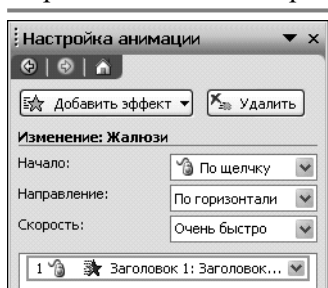 Настройка анимации
Добавить эффект Удалить
Изменение: Жалюзи
Начало: По щелчку
Направление: По горизонтали
Скорость: Очень быстро
1 Заголовок 1: Заголовок...